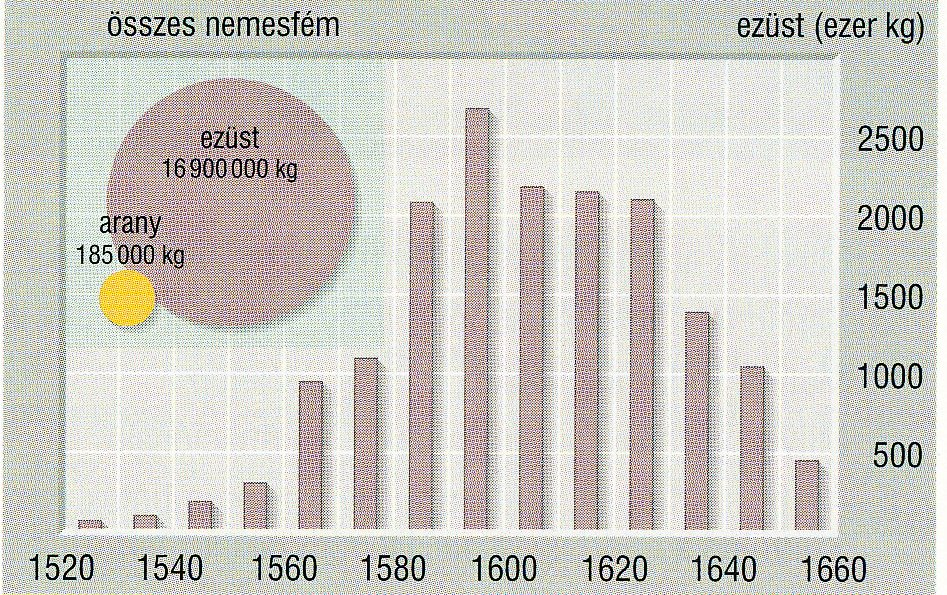 összes nemesfém
ezüst (ezer kg)
ezüst
16 900 000 kg
arany
185 000 kg
2500
2000
1500
1000
500
1520 1540 1560 1580 1600 1620 1640 1660